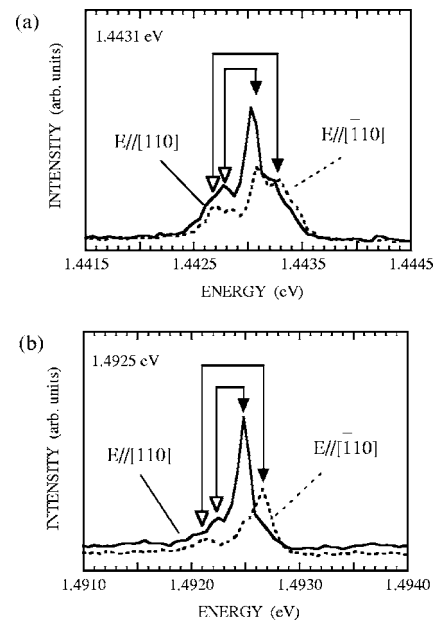 (a)
1.4431 eV
E//[110]
E//[1̅10]
INTENSITY (arb. units)
1.4415 1.4425 1.4435 1.4445
ENERGY (eV)
(b)
1.4925 eV
E//[110]
E//[1̅10]
INTENSITY (arb. units)
1.4910 1.4920 1.4930 1.4940
ENERGY (eV)